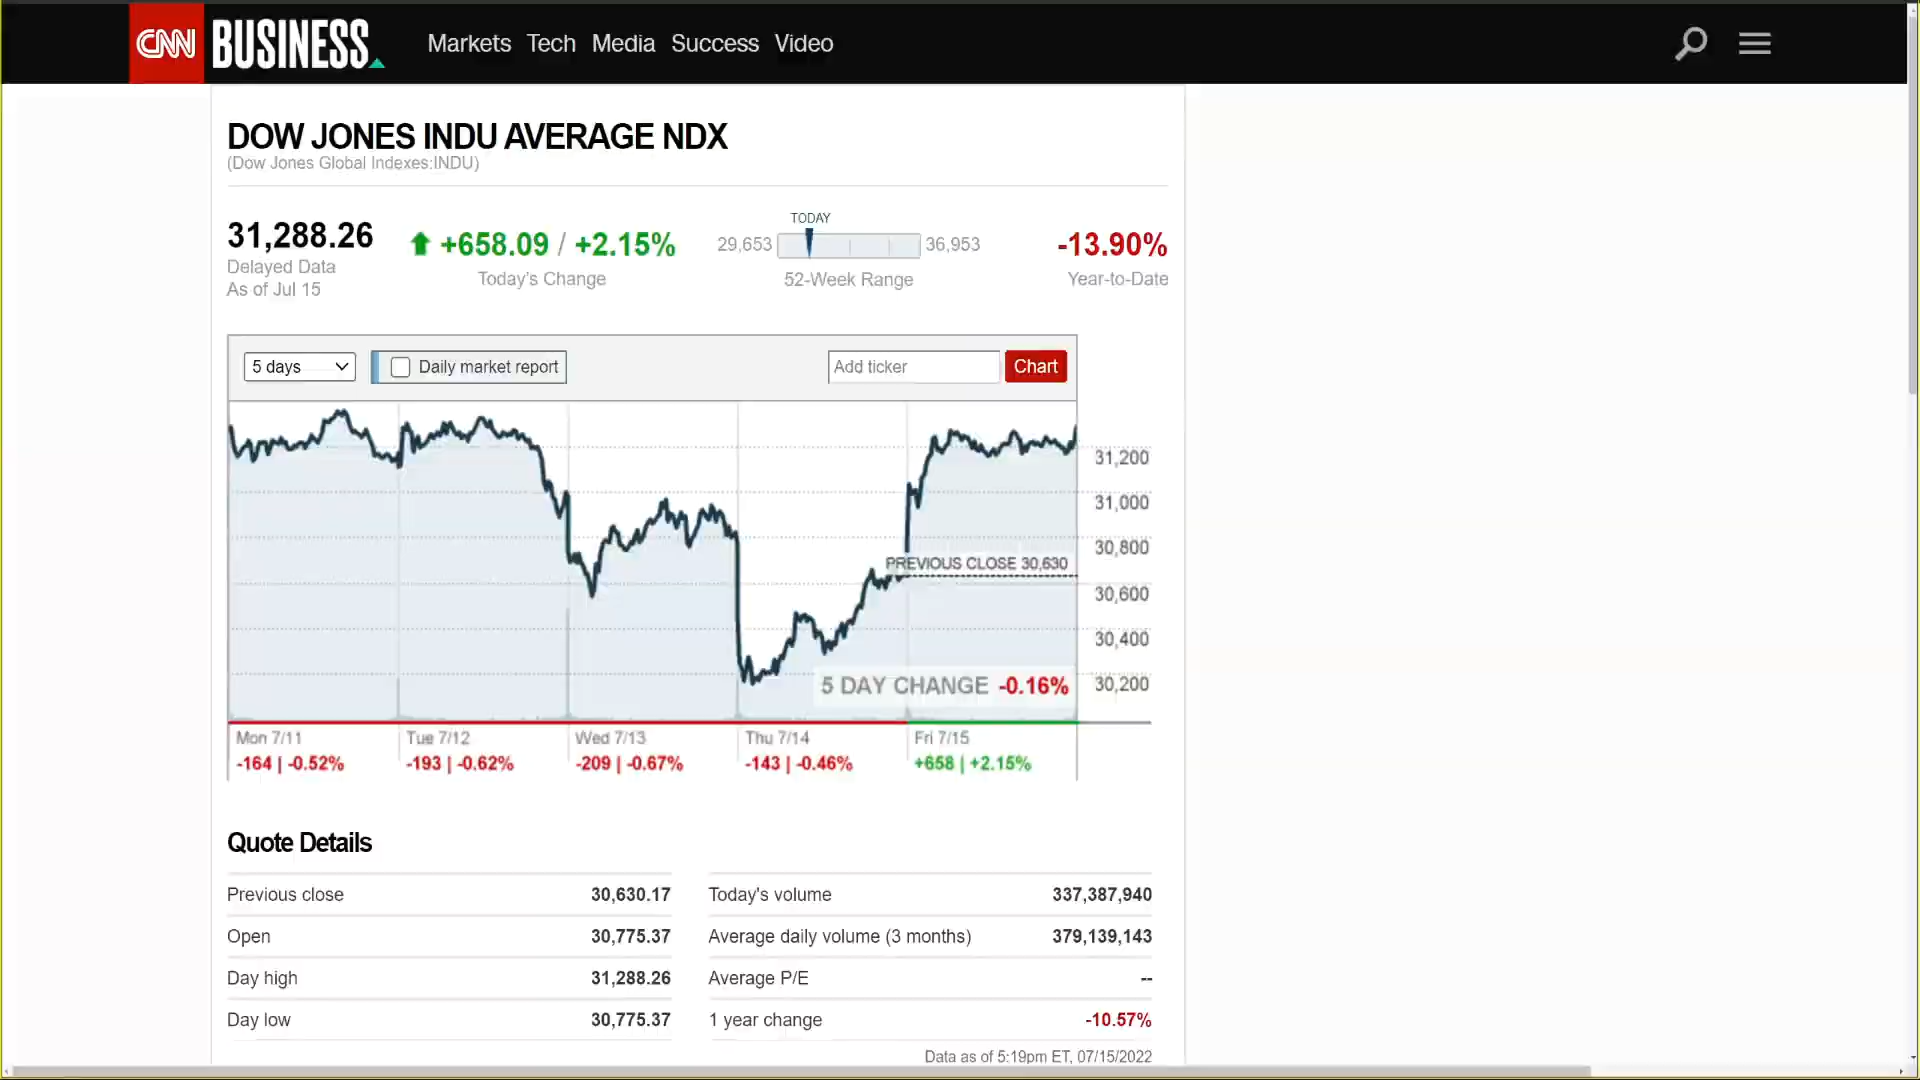 CNN BUSINESS Markets Tech Media Success Video
DOW JONES INDU AVERAGE NDX
(Dow Jones Global Indexes:INDU)
31,288.26
Delayed Data
As of Jul 15
+658.09 / +2.15%
Today's Change
TODAY
29,653 36,953
52-Week Range
-13.90%
Year-to-Date
5 days Daily market report Add ticker Chart
31,200
31,000
30,800
PREVIOUS CLOSE 30,630
30,600
30,400
5 DAY CHANGE -0.16% 30,200
Mon 7/11 Tue 7/12 Wed 7/13 Thu 7/14 Fri 7/15
-164 | -0.52% -193 | -0.62% -209 | -0.67% -143 | -0.46% +658 | +2.15%
Quote Details
Previous close 30,630.17 Today's volume 337,387,940
Open 30,775.37 Average daily volume (3 months) 379,139,143
Day high 31,288.26 Average P/E --
Day low 30,775.37 1 year change -10.57%
Data as of 5:19pm ET, 07/15/2022